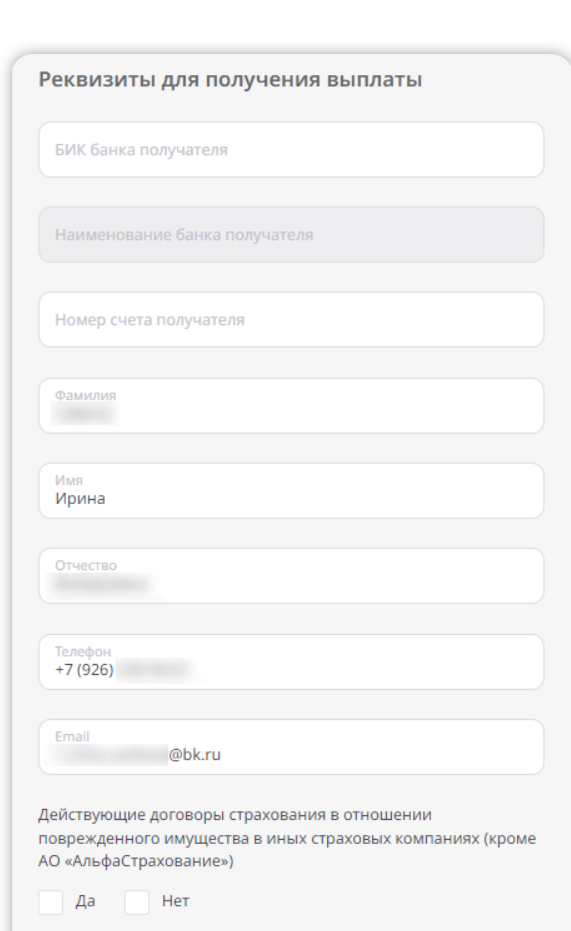 Реквизиты для получения выплаты
БИК банка получателя
Наименование банка получателя
Номер счета получателя
Фамилия
Имя
Ирина
Отчество
Телефон
+7 (926)
Email
@bk.ru
Действующие договоры страхования в отношении
поврежденного имущества в иных страховых компаниях (кроме
АО «АльфаСтрахование»)
Да Нет